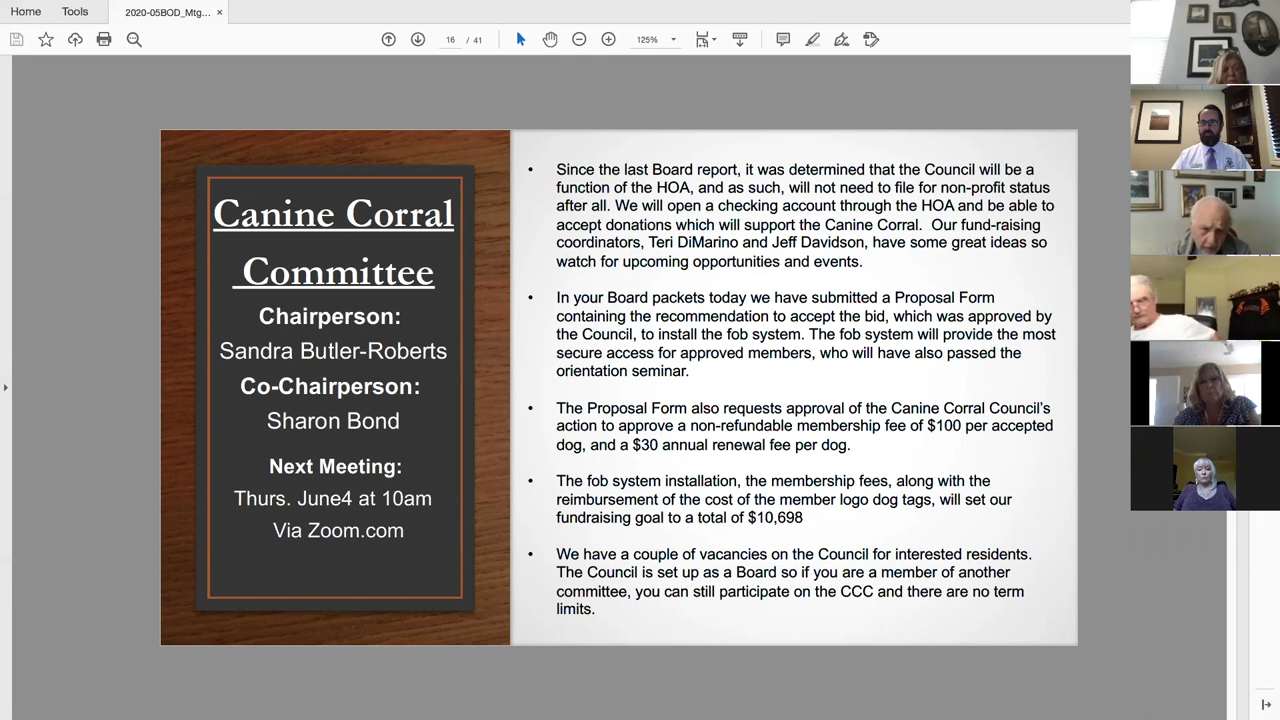 Home
Tools
2020-05BOD_Mtg... ×
16 / 41
125%
Canine Corral
Committee
Chairperson:
Sandra Butler-Roberts
Co-Chairperson:
Sharon Bond
Next Meeting:
Thurs. June4 at 10am
Via Zoom.com
• Since the last Board report, it was determined that the Council will be a
function of the HOA, and as such, will not need to file for non-profit status
after all. We will open a checking account through the HOA and be able to
accept donations which will support the Canine Corral. Our fund-raising
coordinators, Teri DiMarino and Jeff Davidson, have some great ideas so
watch for upcoming opportunities and events.
• In your Board packets today we have submitted a Proposal Form
containing the recommendation to accept the bid, which was approved by
the Council, to install the fob system. The fob system will provide the most
secure access for approved members, who will have also passed the
orientation seminar.
• The Proposal Form also requests approval of the Canine Corral Council's
action to approve a non-refundable membership fee of $100 per accepted
dog, and a $30 annual renewal fee per dog.
• The fob system installation, the membership fees, along with the
reimbursement of the cost of the member logo dog tags, will set our
fundraising goal to a total of $10,698
• We have a couple of vacancies on the Council for interested residents.
The Council is set up as a Board so if you are a member of another
committee, you can still participate on the CCC and there are no term
limits.